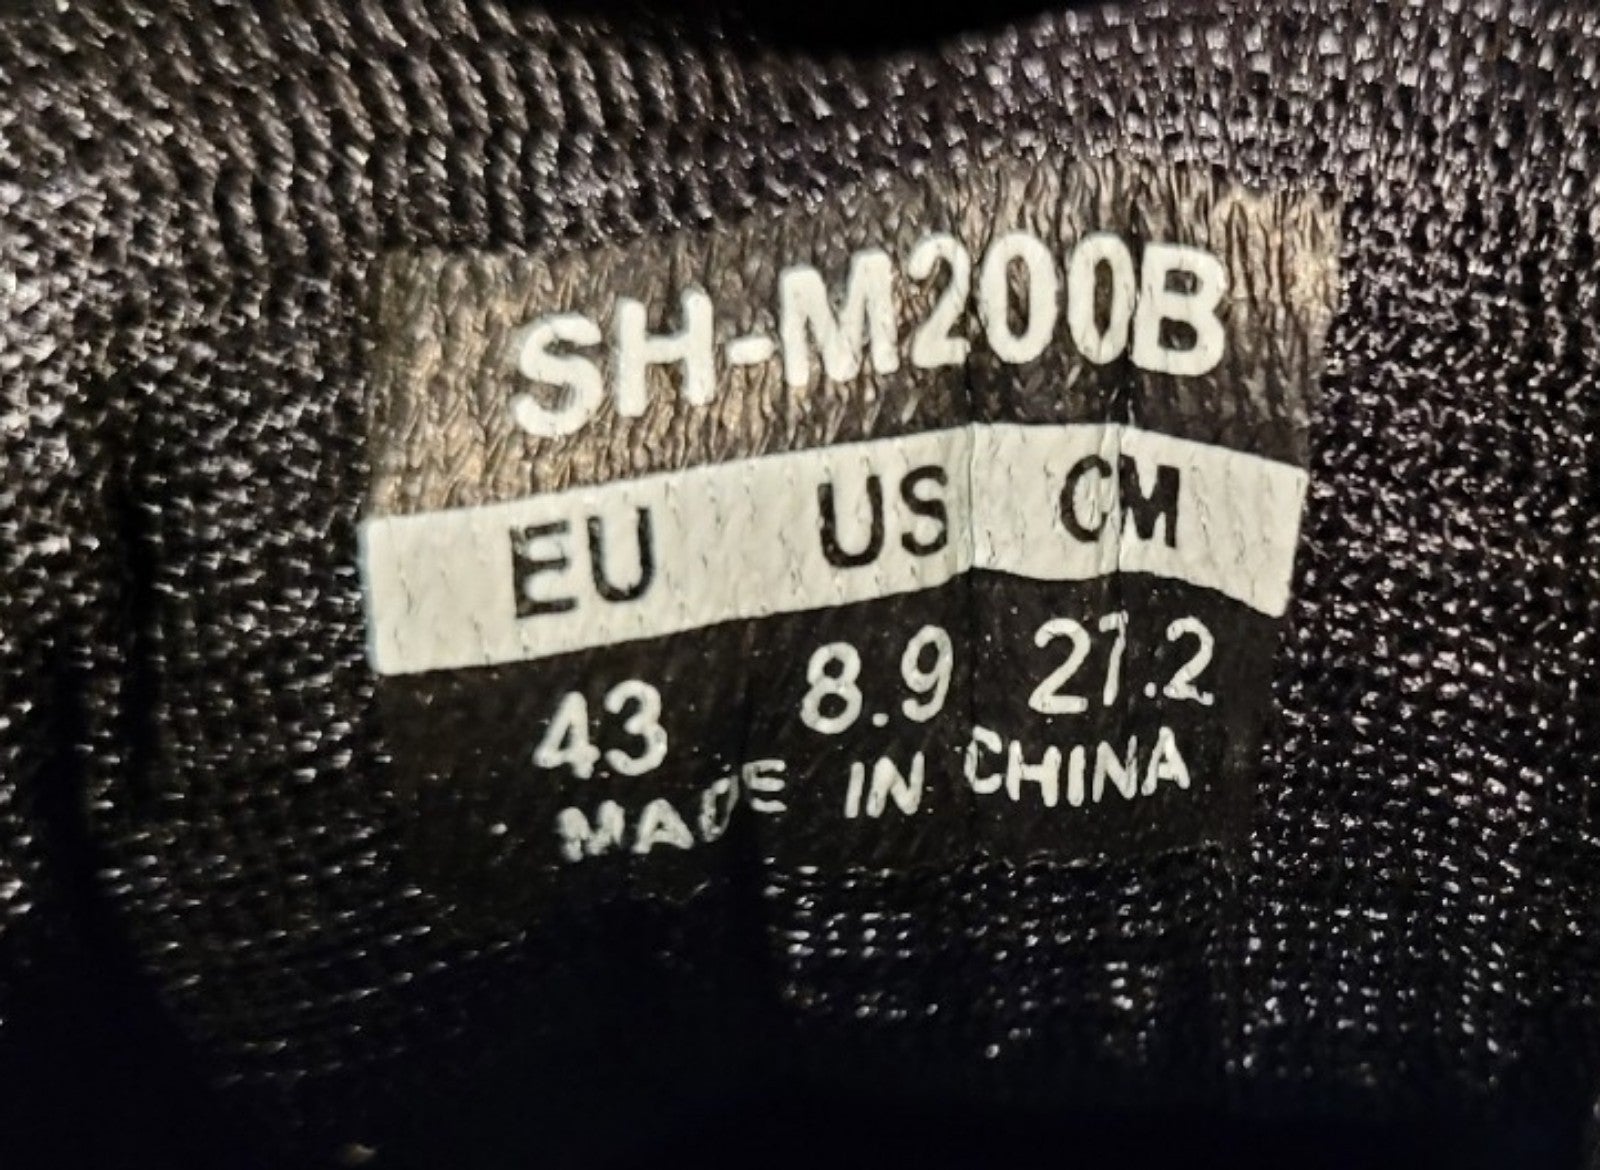 SH-M200B
EU US CM
43 8.9 27.2
MADE IN CHINA